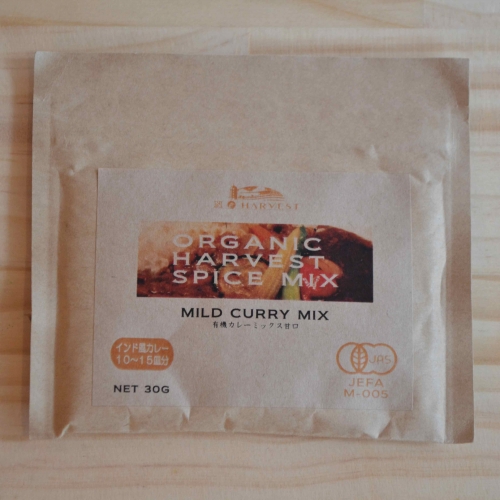 HARVEST
ORGANIC
HARVEST
SPICE MIX
MILD CURRY MIX
有機カレーミックス甘口
インド風カレー
10〜15皿分
JAS
JEFA
M-005
NET 30G